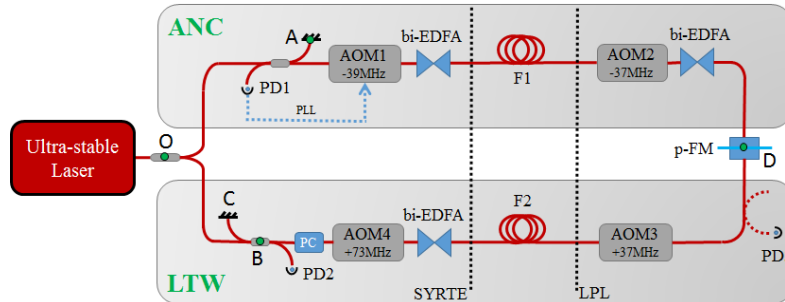 ANC
A
AOM1
-39MHz
bi-EDFA
F1
AOM2
-37MHz
bi-EDFA
PD1
PLL
Ultra-stable
Laser
O
p-FM
D
C
B
PC
AOM4
+73MHz
bi-EDFA
F2
AOM3
+37MHz
PD2
PD
LTW
SYRTE
LPL